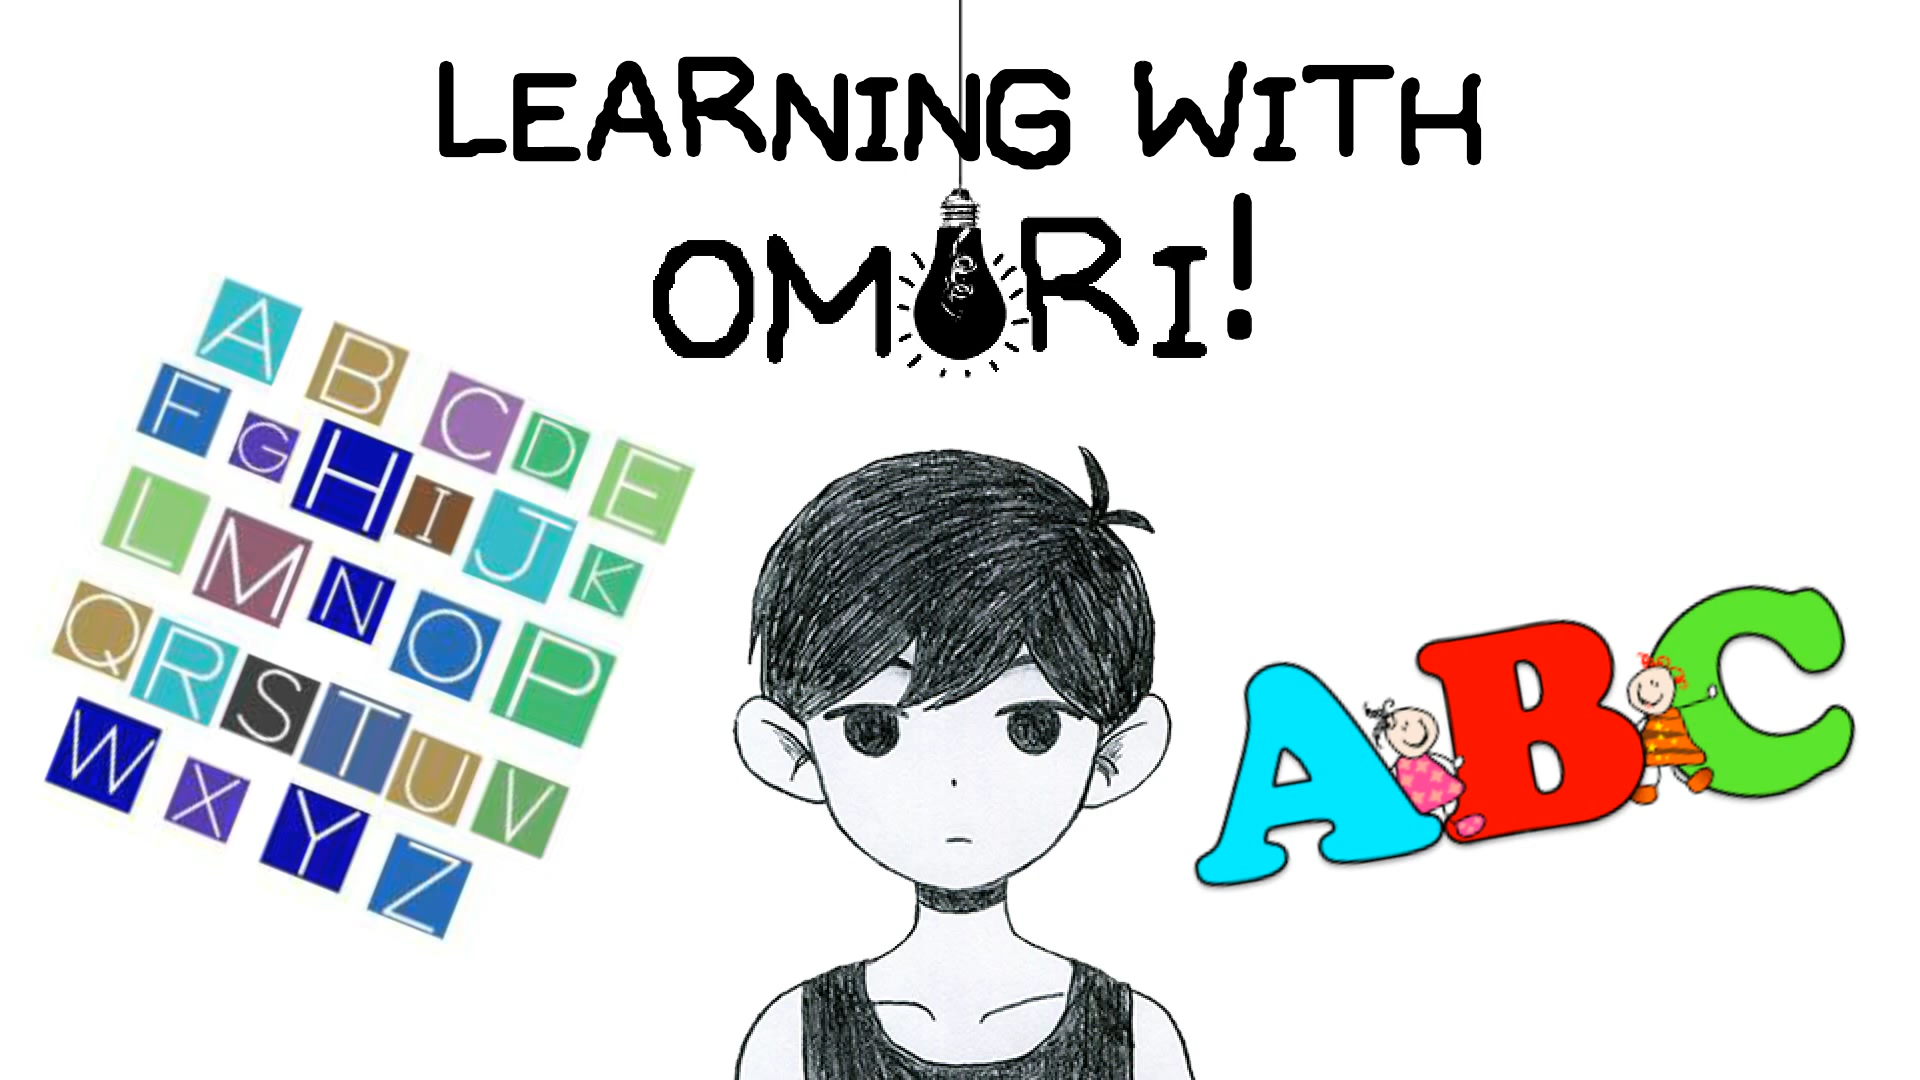 LEARNING WITH
OMORI!
A B C D E
F G H I J K
L M N O P
Q R S T U V
W X Y Z
ABC